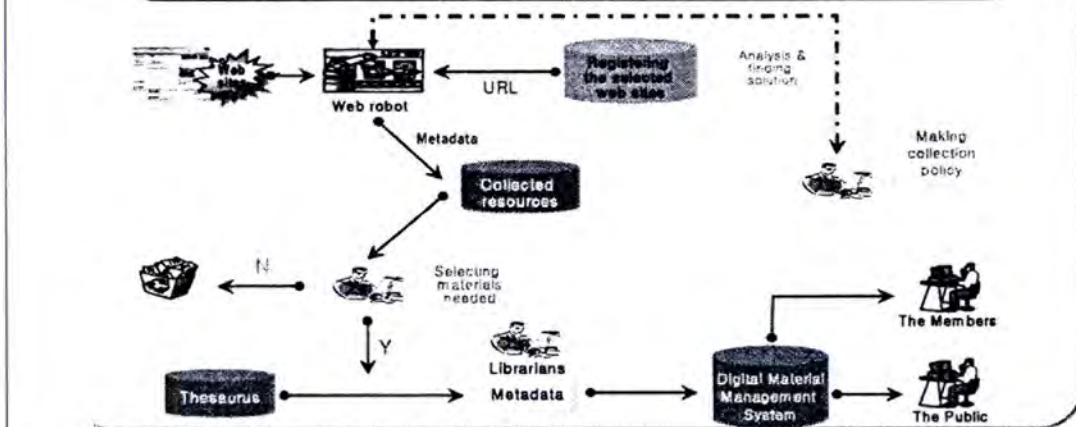 Web
sites
Web robot
URL
Registering
the selected
web sites
Analysis &
finding
solution
Making
collection
policy
Metadata
Collected
resources
N
Selecting
materials
needed
Y
Thesaurus
Librarians
Metadata
Digital Material
Management
System
The Members
The Public